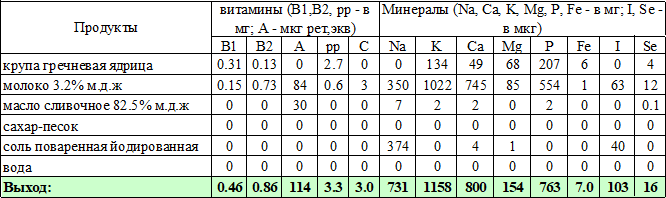 Продукты
витамины (B1,B2, pp - в мг; А - мкг рет,экв)
Минералы (Na, Ca, K, Mg, P, Fe - в мг; I, Se - в мкг)
B1 B2 A pp C Na K Ca Mg P Fe I Se
крупа гречневая ядрица 0.31 0.13 0 2.7 0 0 134 49 68 207 6 0 4
молоко 3.2% м.д.ж 0.15 0.73 84 0.6 3 350 1022 745 85 554 1 63 12
масло сливочное 82.5% м.д.ж 0 0 30 0 0 7 2 2 0 2 0 0 0.1
сахар-песок 0 0 0 0 0 0 0 0 0 0 0 0 0
соль поваренная йодированная 0 0 0 0 0 374 0 4 1 0 0 40 0
вода 0 0 0 0 0 0 0 0 0 0 0 0 0
Выход: 0.46 0.86 114 3.3 3.0 731 1158 800 154 763 7.0 103 16